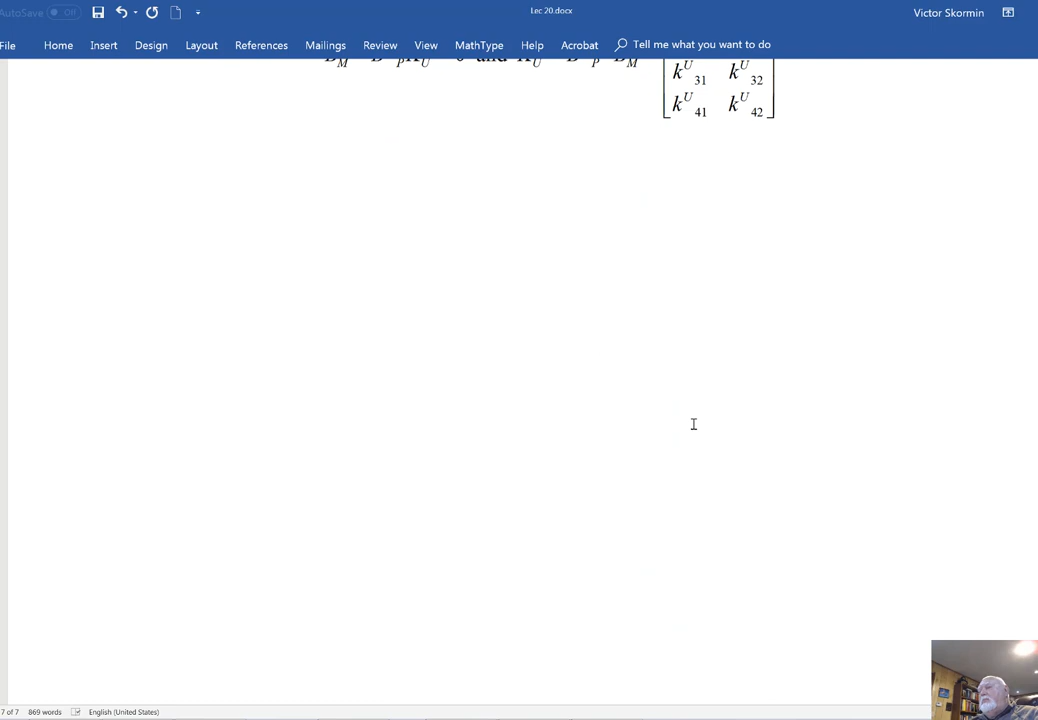 AutoSave Off Lec 20.docx Victor Skormin
File Home Insert Design Layout References Mailings Review View MathType Help Acrobat Tell me what you want to do
and
k^U_31 k^U_32
k^U_41 k^U_42
7 of 7 869 words English (United States)